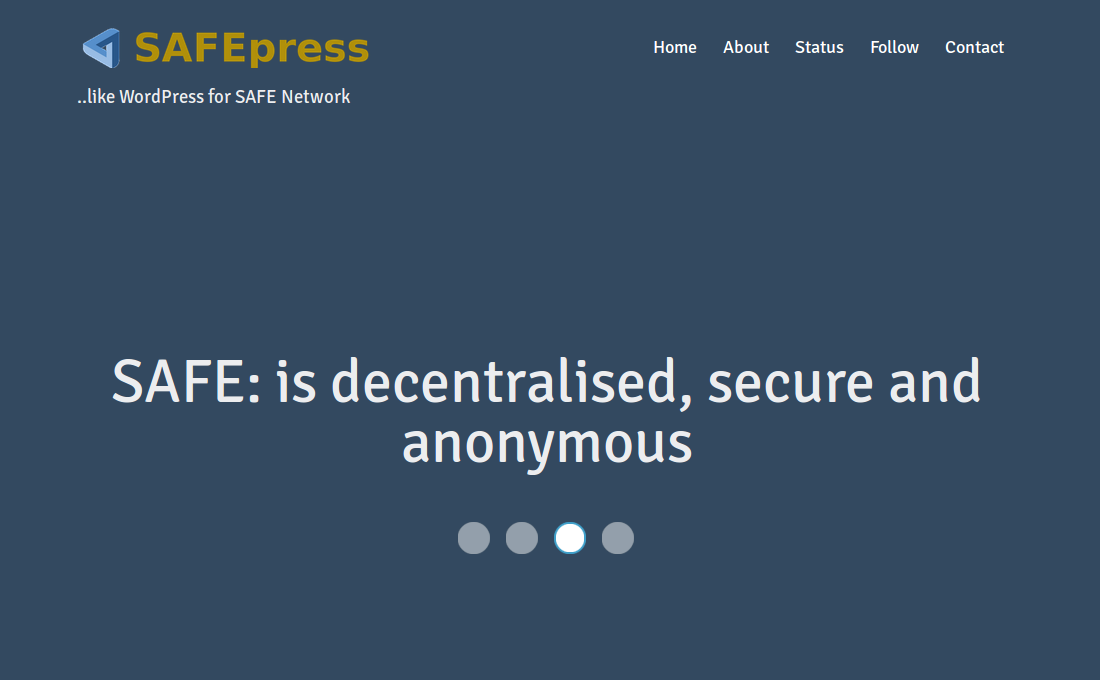 SAFEpress
Home About Status Follow Contact
..like WordPress for SAFE Network
SAFE: is decentralised, secure and
anonymous